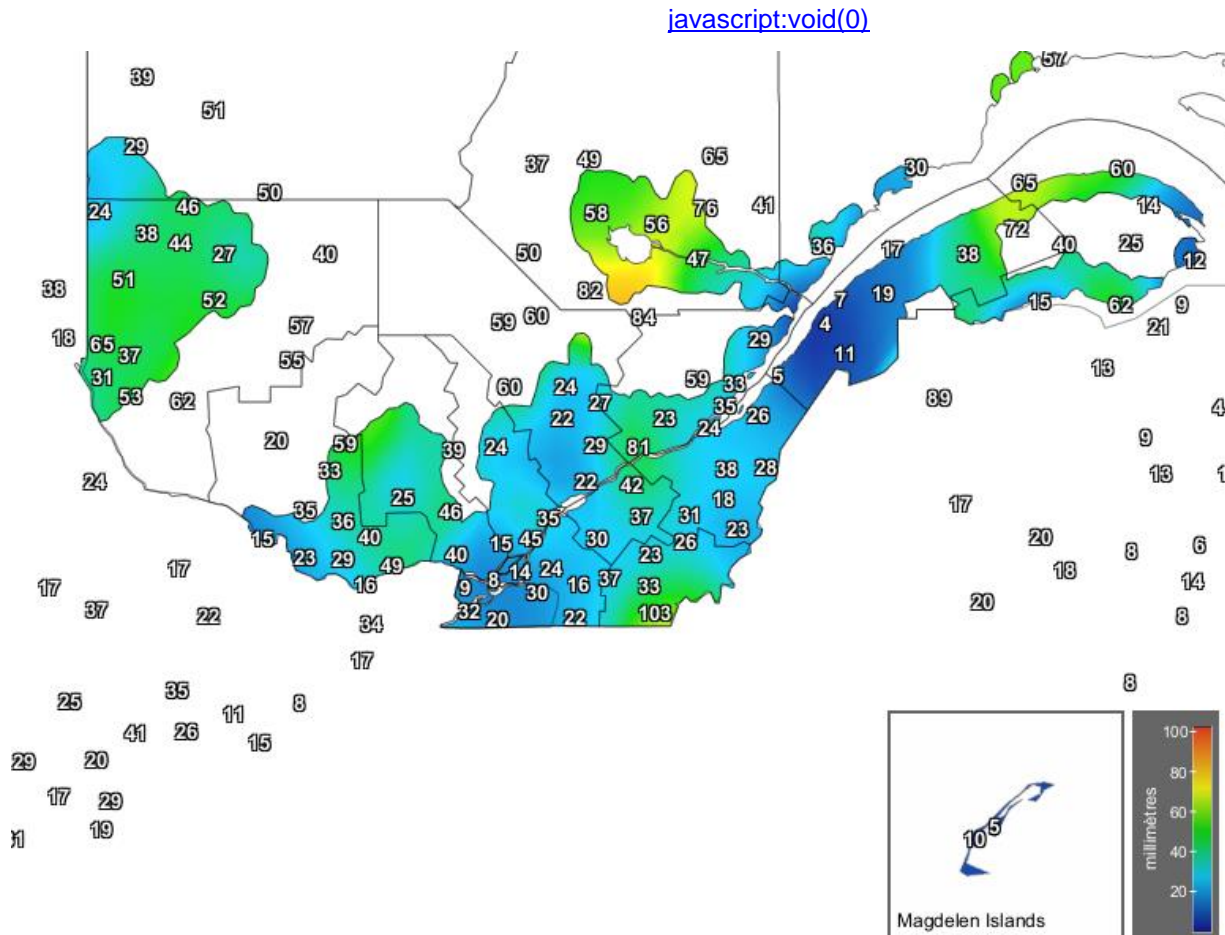 javascript:void(0)
57
39
51
29
37 49 65 30
50 65 60
24 46 58 76 41 14
38 44 56 72
27 40 50 47 36 17 38 40 25
51 12
38 52 82 7 19 15 62 9
57 59 60 84 4 21
18 65 29
37 55 11 13
31 60 24 59 33 5
53 62 27 89 4
22 23 35 26
20 59 39 24 29 81 24 9
33 38 28 13 1
24 25 22 42 18 17
35 36 46 35 37 31 23
15 40 15 45 30 26 20 8 6
23 29 49 40 23
17 16 9 8 14 24 16 37 33 18 14
17 30 20
37 22 34 32 20 22 103 8
17
25 35 8 8
11
41 26 15
29 20
17 29
19
31
100
80
60
40
20
millimètres
10 5
Magdelen Islands